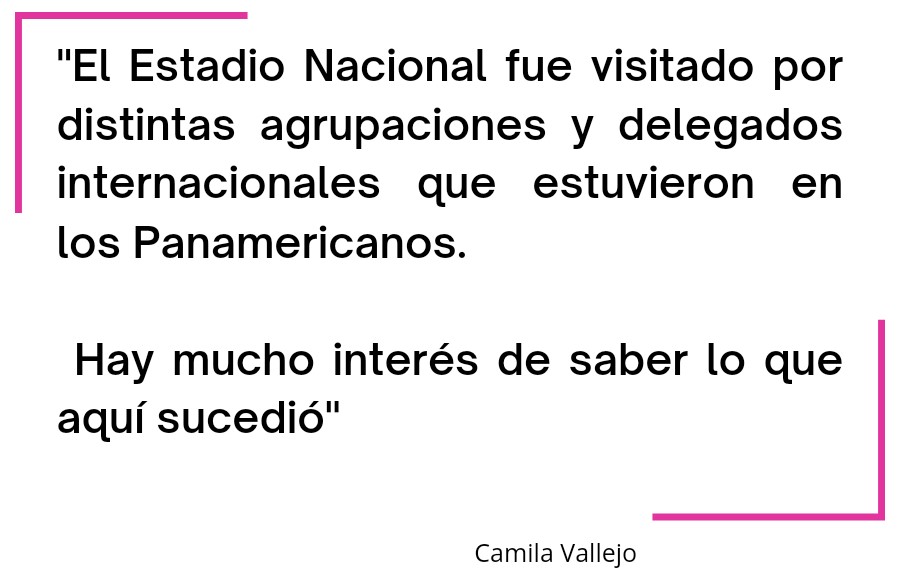 "El Estadio Nacional fue visitado por
distintas agrupaciones y delegados
internacionales que estuvieron en
los Panamericanos.
Hay mucho interés de saber lo que
aquí sucedió"
Camila Vallejo